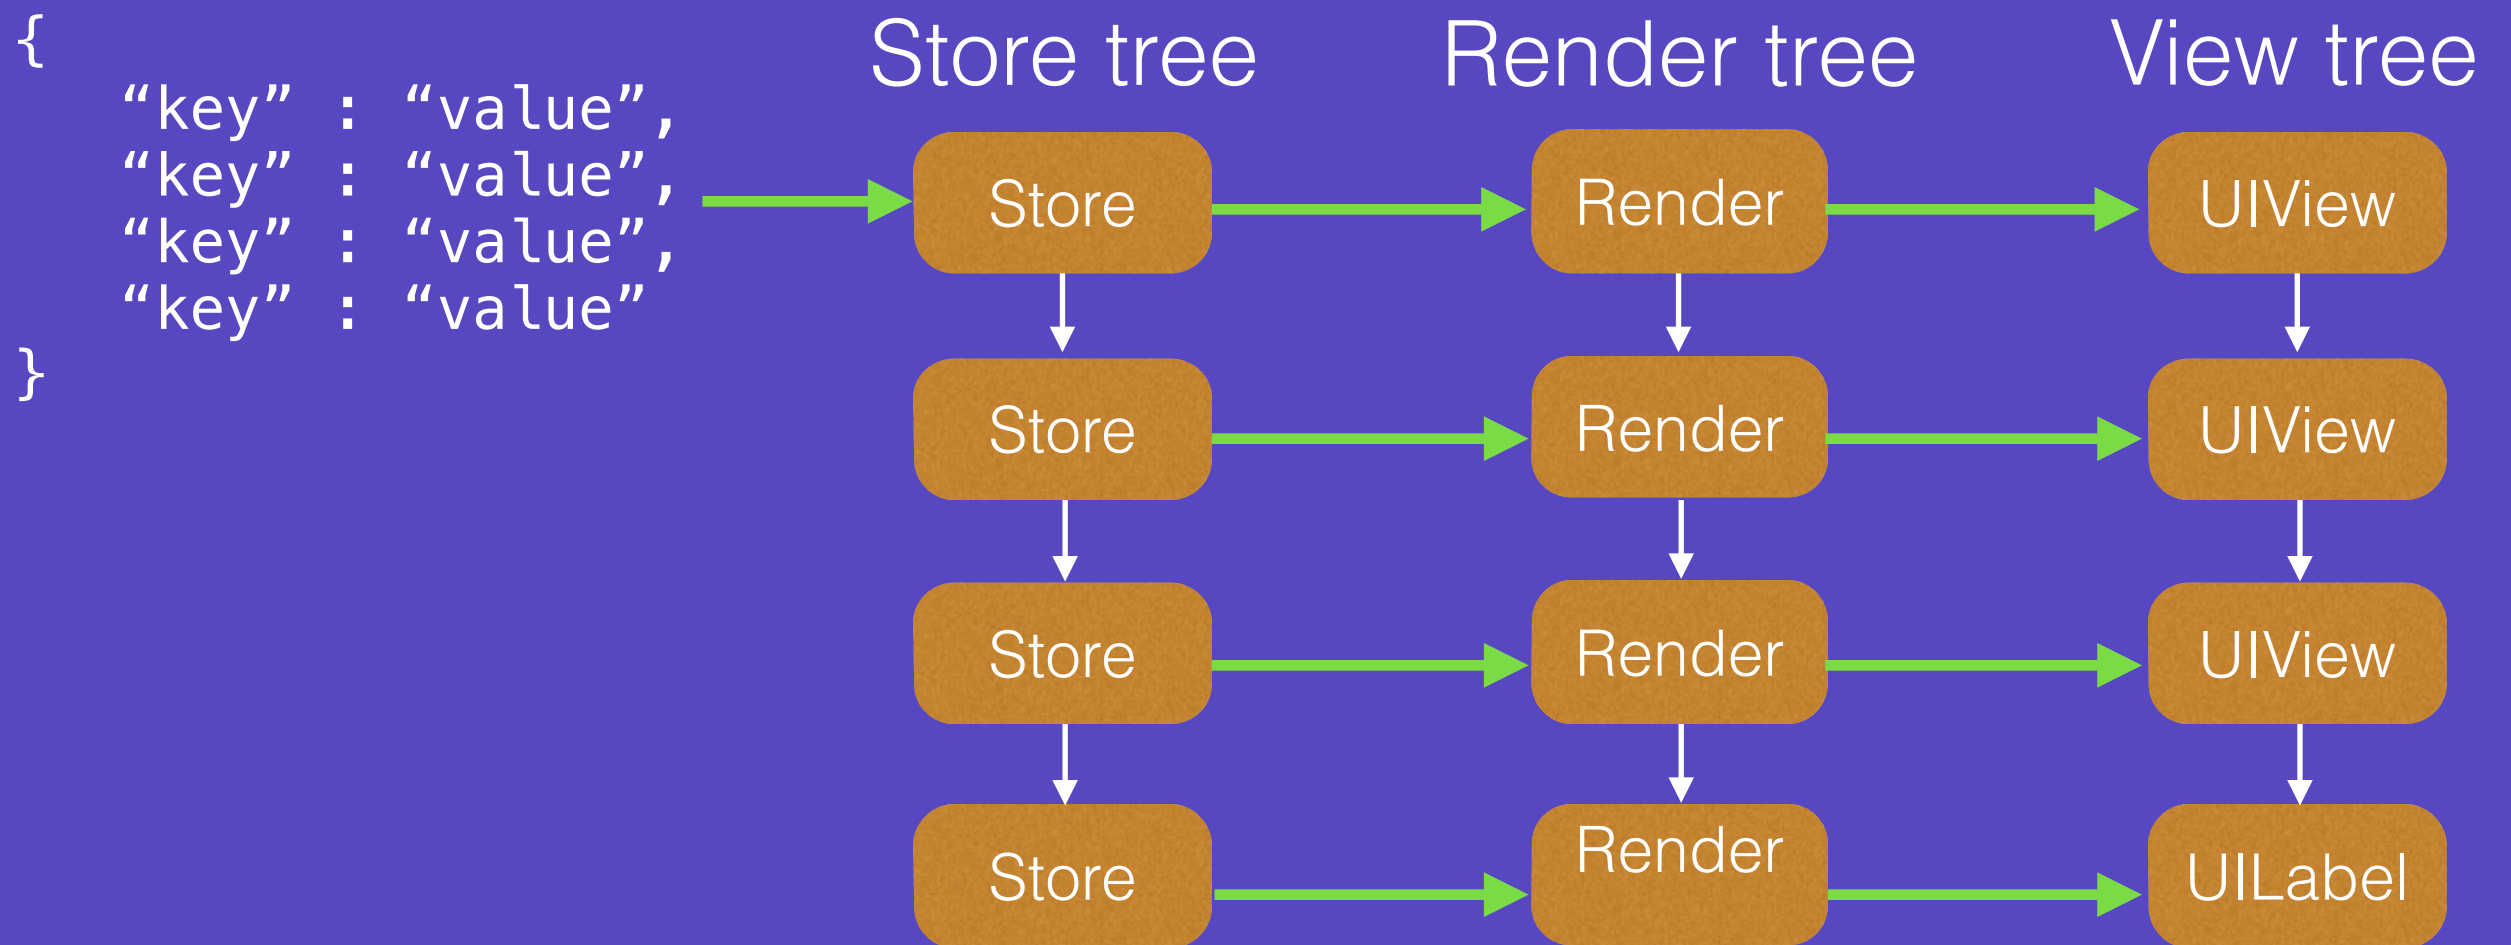 {
“key” : “value”,
“key” : “value”,
“key” : “value”,
“key” : “value”
}
Store tree
Render tree
View tree
Store
Render
UIView
Store
Render
UIView
Store
Render
UIView
Store
Render
UILabel